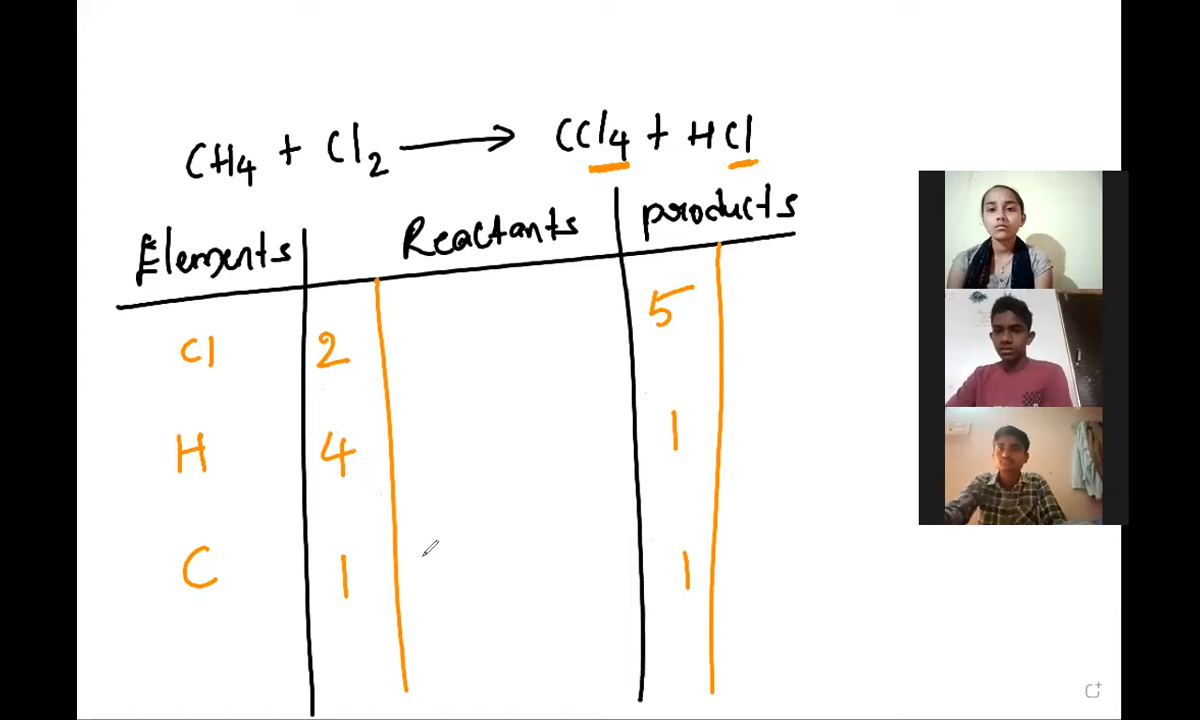 CH₄ + Cl₂ ⟶ CCl₄ + HCl
Elements Reactants products
Cl 2 5
H 4 1
C 1 1